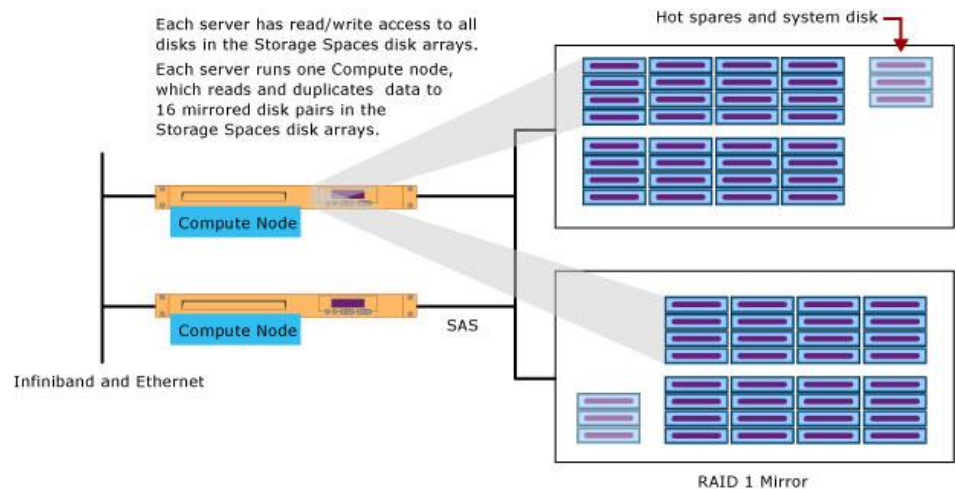 Each server has read/write access to all
disks in the Storage Spaces disk arrays.
Each server runs one Compute node,
which reads and duplicates data to
16 mirrored disk pairs in the
Storage Spaces disk arrays.
Hot spares and system disk
Compute Node
Compute Node
SAS
Infiniband and Ethernet
RAID 1 Mirror